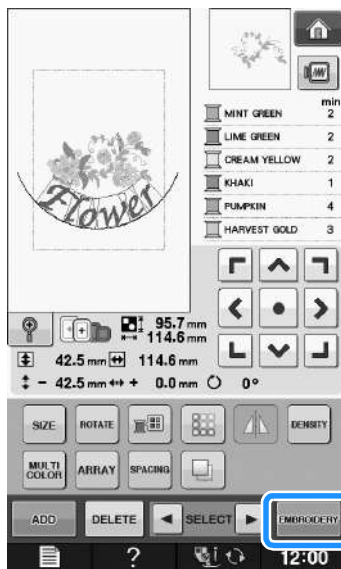 min
MINT GREEN 2
LIME GREEN 2
CREAM YELLOW 2
KHAKI 1
PUMPKIN 4
HARVEST GOLD 3
Flower
95.7 mm
114.6 mm
42.5 mm 114.6 mm
- 42.5 mm + 0.0 mm 0°
SIZE ROTATE DENSITY
MULTI COLOR ARRAY SPACING
ADD DELETE SELECT EMBROIDERY
? 12:00